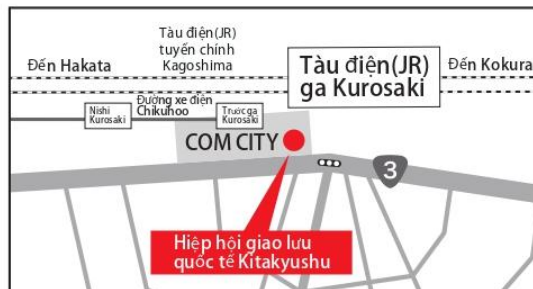 Tàu điện(JR)
tuyến chính
Kagoshima
Đến Hakata
Tàu điện(JR)
ga Kurosaki
Đến Kokura
Đường xe điện
Chikuhoo
Nishi
Kurosaki
Trước ga
Kurosaki
COM CITY
3
Hiệp hội giao lưu
quốc tế Kitakyushu